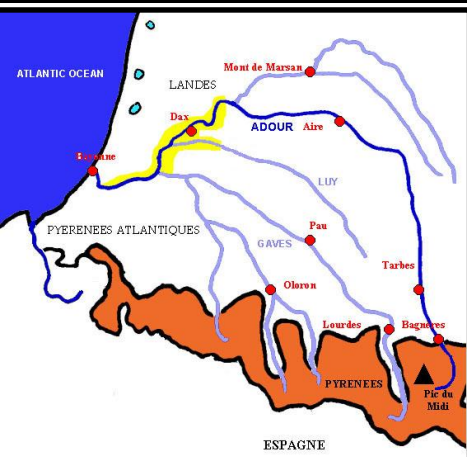 ATLANTIC OCEAN
LANDES
Mont de Marsan
Dax
ADOUR
Aire
Bayonne
LUY
PYERENEES ATLANTIQUES
Pau
GAVES
Tarbes
Oloron
Lourdes
Bagneres
PYRENEES
Pic du
Midi
ESPAGNE